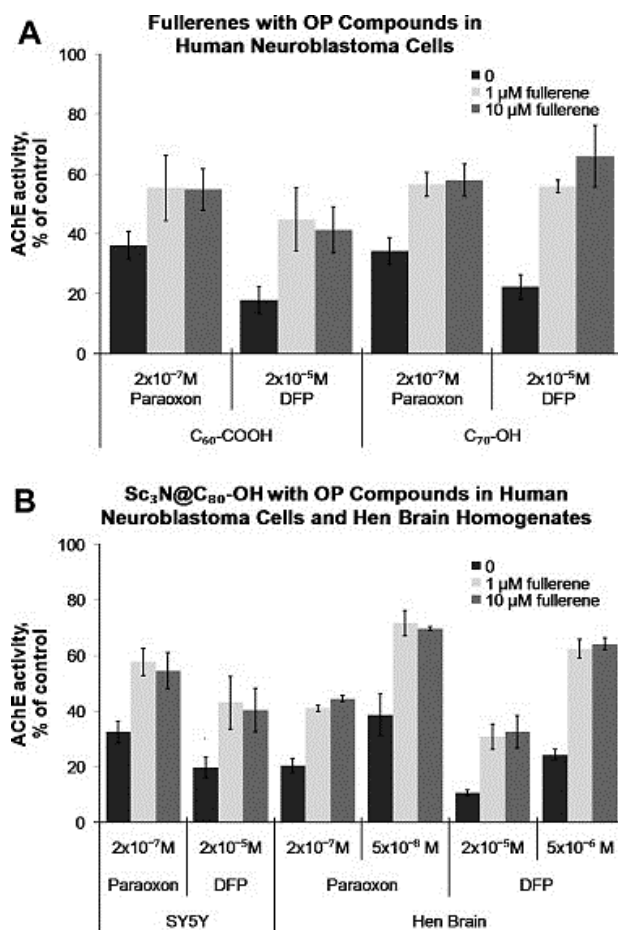 A
Fullerenes with OP Compounds in
Human Neuroblastoma Cells
AChE activity,
% of control
100
80
60
40
20
0
0
1 µM fullerene
10 µM fullerene
2x10⁻⁷M 2x10⁻⁵M 2x10⁻⁷M 2x10⁻⁵M
Paraoxon DFP Paraoxon DFP
C₆₀-COOH C₇₀-OH
B
Sc₃N@C₈₀-OH with OP Compounds in Human
Neuroblastoma Cells and Hen Brain Homogenates
AChE activity,
% of control
100
80
60
40
20
0
0
1 µM fullerene
10 µM fullerene
2x10⁻⁷M 2x10⁻⁵M 2x10⁻⁷M 5x10⁻⁸ M 2x10⁻⁵M 5x10⁻⁶ M
Paraoxon DFP Paraoxon DFP
SY5Y Hen Brain